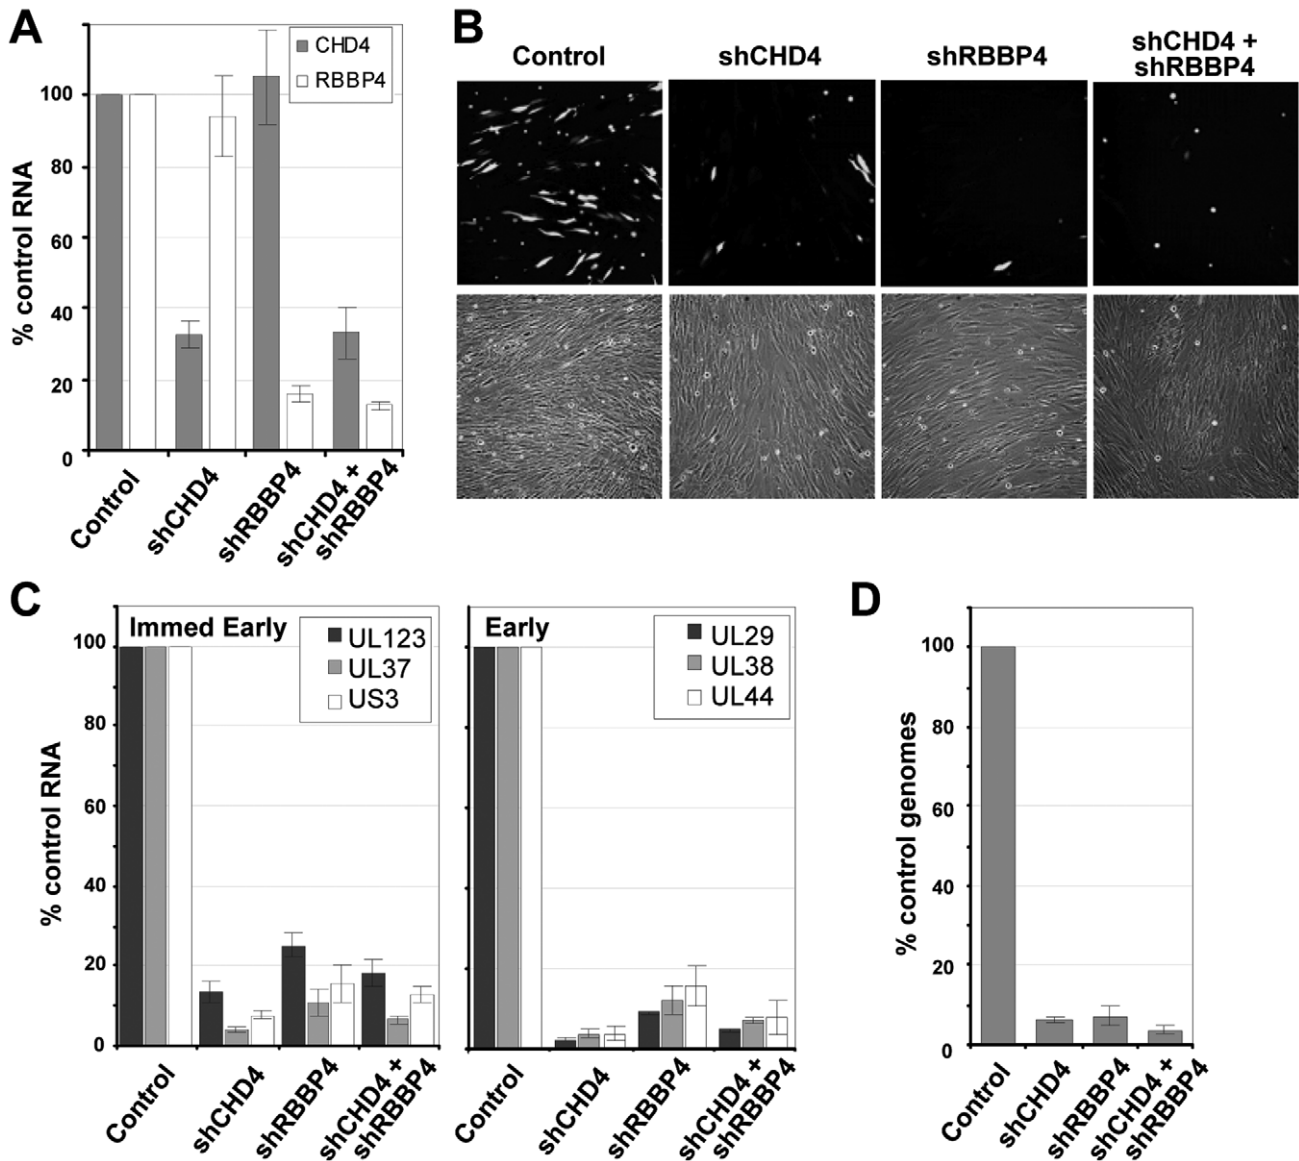 A
% control RNA
100
80
60
40
20
0
CHD4
RBBP4
Control
shCHD4
shRBBP4
shCHD4 +
shRBBP4
B
Control
shCHD4
shRBBP4
shCHD4 +
shRBBP4
C
% control RNA
100
80
60
40
20
0
Immed Early
UL123
UL37
US3
Control
shCHD4
shRBBP4
shCHD4 +
shRBBP4
Early
UL29
UL38
UL44
Control
shCHD4
shRBBP4
shCHD4 +
shRBBP4
D
% control genomes
100
80
60
40
20
0
Control
shCHD4
shRBBP4
shCHD4 +
shRBBP4